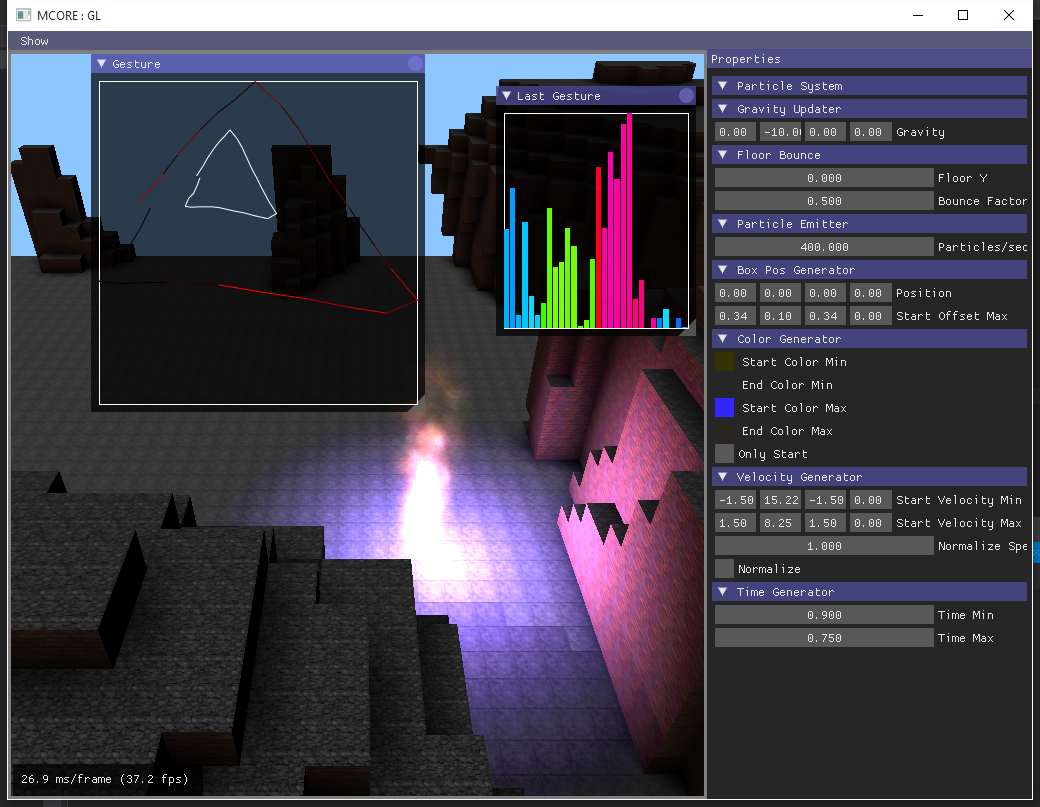 MCORE : GL
Show
Gesture
Last Gesture
Properties
Particle System
Gravity Updater
0.00 -10.0 0.00 0.00 Gravity
Floor Bounce
0.000 Floor Y
0.500 Bounce Factor
Particle Emitter
400.000 Particles/sec
Box Pos Generator
0.00 0.00 0.00 0.00 Position
0.34 0.10 0.34 0.00 Start Offset Max
Color Generator
Start Color Min
End Color Min
Start Color Max
End Color Max
Only Start
Velocity Generator
-1.50 15.22 -1.50 0.00 Start Velocity Min
1.50 8.25 1.50 0.00 Start Velocity Max
1.000 Normalize Spe
Normalize
Time Generator
0.900 Time Min
0.750 Time Max
26.9 ms/frame (37.2 fps)